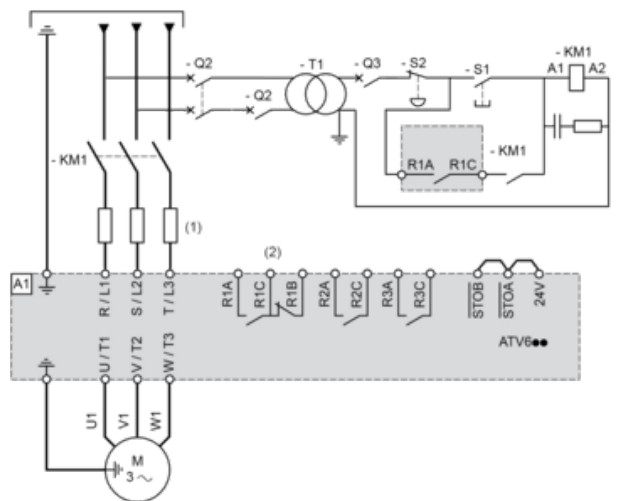 - Q2
- T1
- Q3
- S2
- S1
- KM1
A1
A2
- Q2
- KM1
R1A
R1C
- KM1
(1)
(2)
A1
R / L1
S / L2
T / L3
R1A
R1C
R1B
R2A
R2C
R3A
R3C
STOB
STOA
24V
ATV6●●
U / T1
V / T2
W / T3
U1
V1
W1
M
3 ~